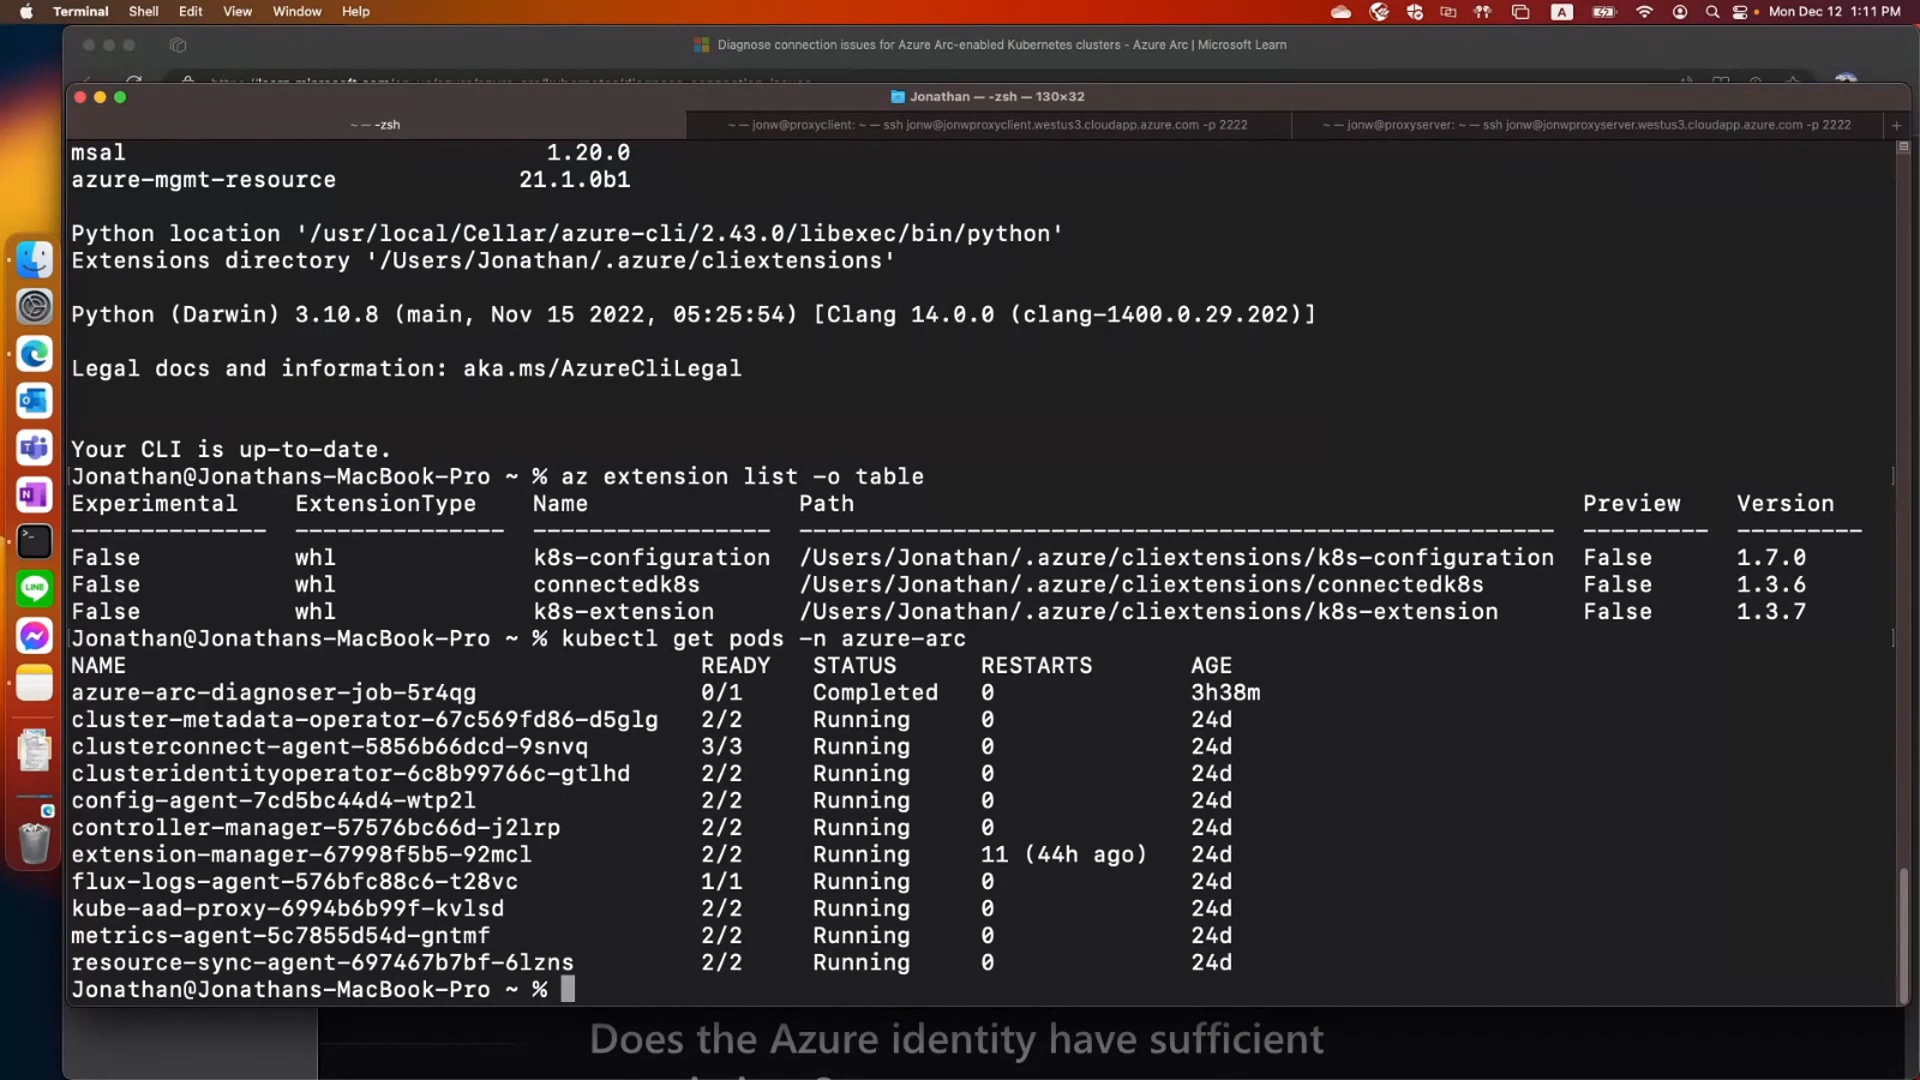 Terminal Shell Edit View Window Help A Mon Dec 12 1:11 PM
Diagnose connection issues for Azure Arc-enabled Kubernetes clusters - Azure Arc | Microsoft Learn
Jonathan — -zsh — 130×32
~ — -zsh
~ — jonw@proxyclient: ~ — ssh jonw@jonwproxyclient.westus3.cloudapp.azure.com -p 2222
~ — jonw@proxyserver: ~ — ssh jonw@jonwproxyserver.westus3.cloudapp.azure.com -p 2222
msal 1.20.0
azure-mgmt-resource 21.1.0b1
Python location '/usr/local/Cellar/azure-cli/2.43.0/libexec/bin/python'
Extensions directory '/Users/Jonathan/.azure/cliextensions'
Python (Darwin) 3.10.8 (main, Nov 15 2022, 05:25:54) [Clang 14.0.0 (clang-1400.0.29.202)]
Legal docs and information: aka.ms/AzureCliLegal
Your CLI is up-to-date.
Jonathan@Jonathans-MacBook-Pro ~ % az extension list -o table
Experimental ExtensionType Name Path Preview Version
-------------- --------------- ----------------- ------------------------------------------------------ --------- ---------
False whl k8s-configuration /Users/Jonathan/.azure/cliextensions/k8s-configuration False 1.7.0
False whl connectedk8s /Users/Jonathan/.azure/cliextensions/connectedk8s False 1.3.6
False whl k8s-extension /Users/Jonathan/.azure/cliextensions/k8s-extension False 1.3.7
Jonathan@Jonathans-MacBook-Pro ~ % kubectl get pods -n azure-arc
NAME READY STATUS RESTARTS AGE
azure-arc-diagnoser-job-5r4qg 0/1 Completed 0 3h38m
cluster-metadata-operator-67c569fd86-d5glg 2/2 Running 0 24d
clusterconnect-agent-5856b66dcd-9snvq 3/3 Running 0 24d
clusteridentityoperator-6c8b99766c-gtlhd 2/2 Running 0 24d
config-agent-7cd5bc44d4-wtp2l 2/2 Running 0 24d
controller-manager-57576bc66d-j2lrp 2/2 Running 0 24d
extension-manager-67998f5b5-92mcl 2/2 Running 11 (44h ago) 24d
flux-logs-agent-576bfc88c6-t28vc 1/1 Running 0 24d
kube-aad-proxy-6994b6b99f-kvlsd 2/2 Running 0 24d
metrics-agent-5c7855d54d-gntmf 2/2 Running 0 24d
resource-sync-agent-697467b7bf-6lzns 2/2 Running 0 24d
Jonathan@Jonathans-MacBook-Pro ~ %
Does the Azure identity have sufficient
LINE